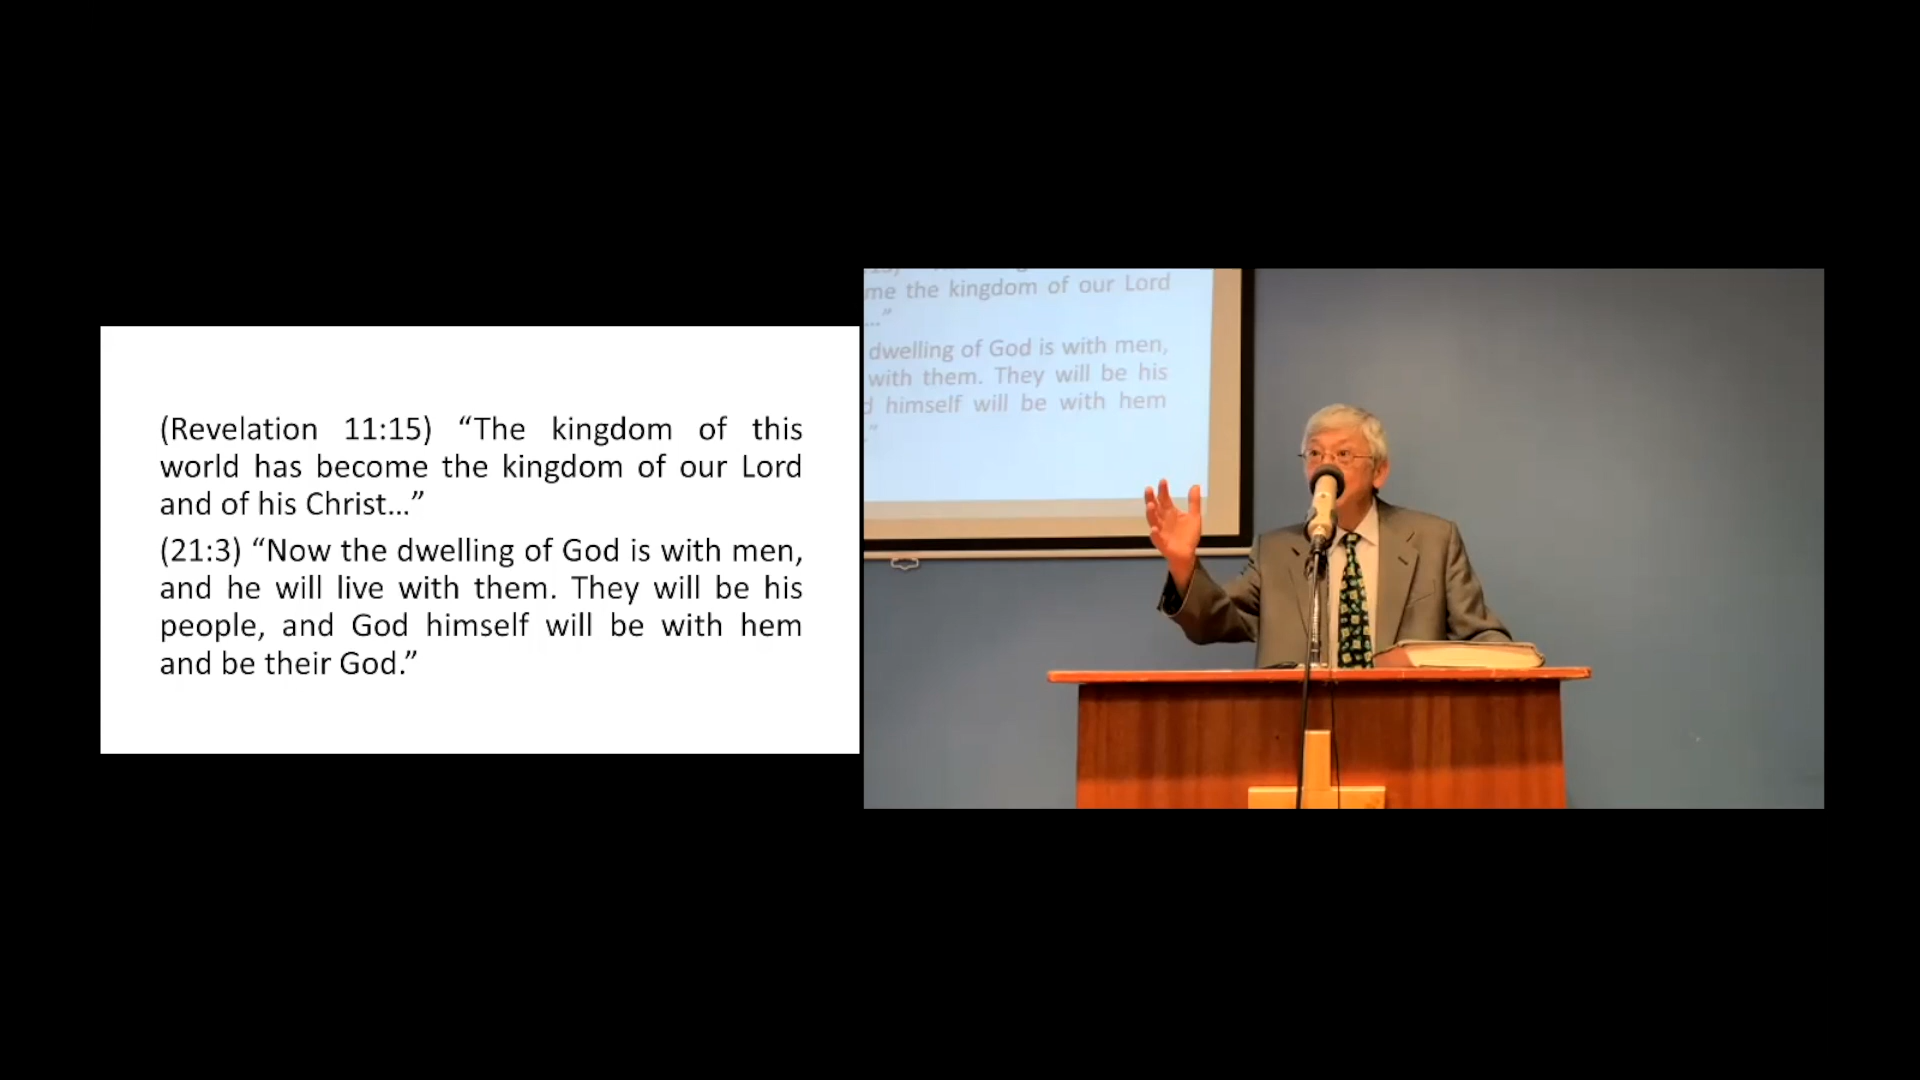 (Revelation 11:15) “The kingdom of this
world has become the kingdom of our Lord
and of his Christ...”
(21:3) “Now the dwelling of God is with men,
and he will live with them. They will be his
people, and God himself will be with hem
and be their God.”
me the kingdom of our Lord
...”
dwelling of God is with men,
with them. They will be his
himself will be with hem
”